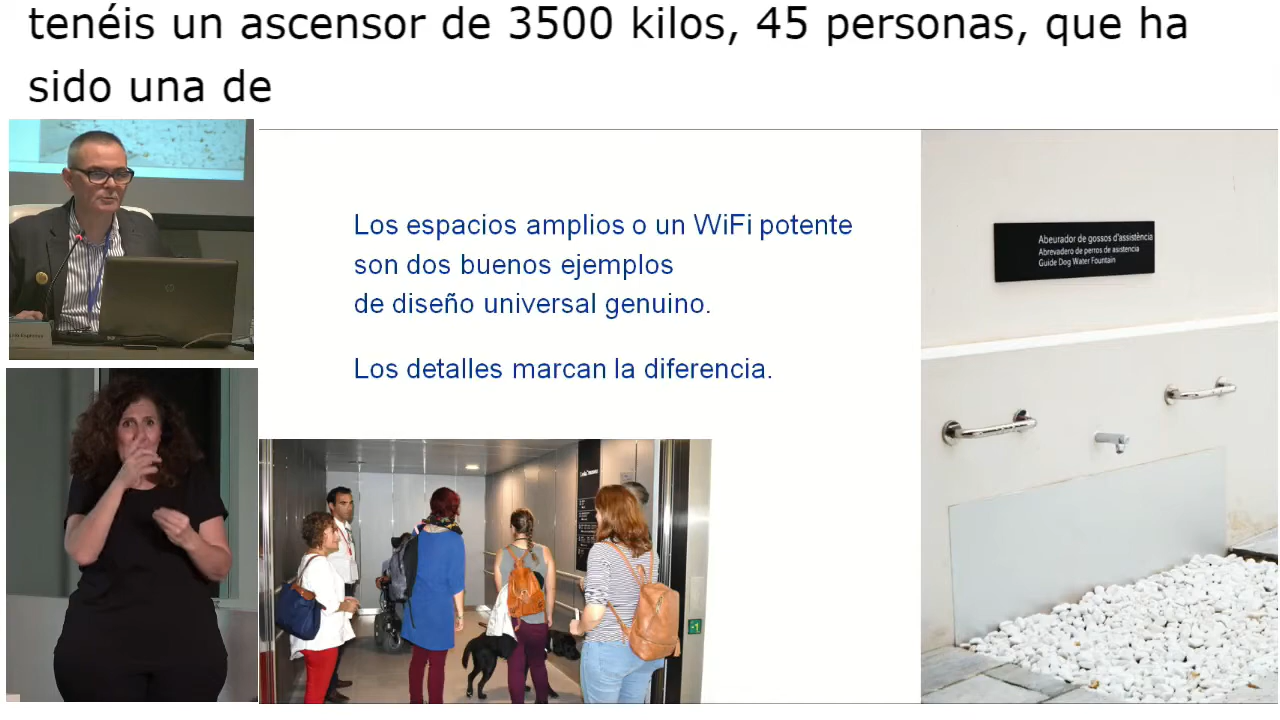 tenéis un ascensor de 3500 kilos, 45 personas, que ha
sido una de
Los espacios amplios o un WiFi potente
son dos buenos ejemplos
de diseño universal genuino.
Los detalles marcan la diferencia.
Abeurador de gossos d'assistència
Abrevadero de perros de asistencia
Guide Dog Water Fountain
-1